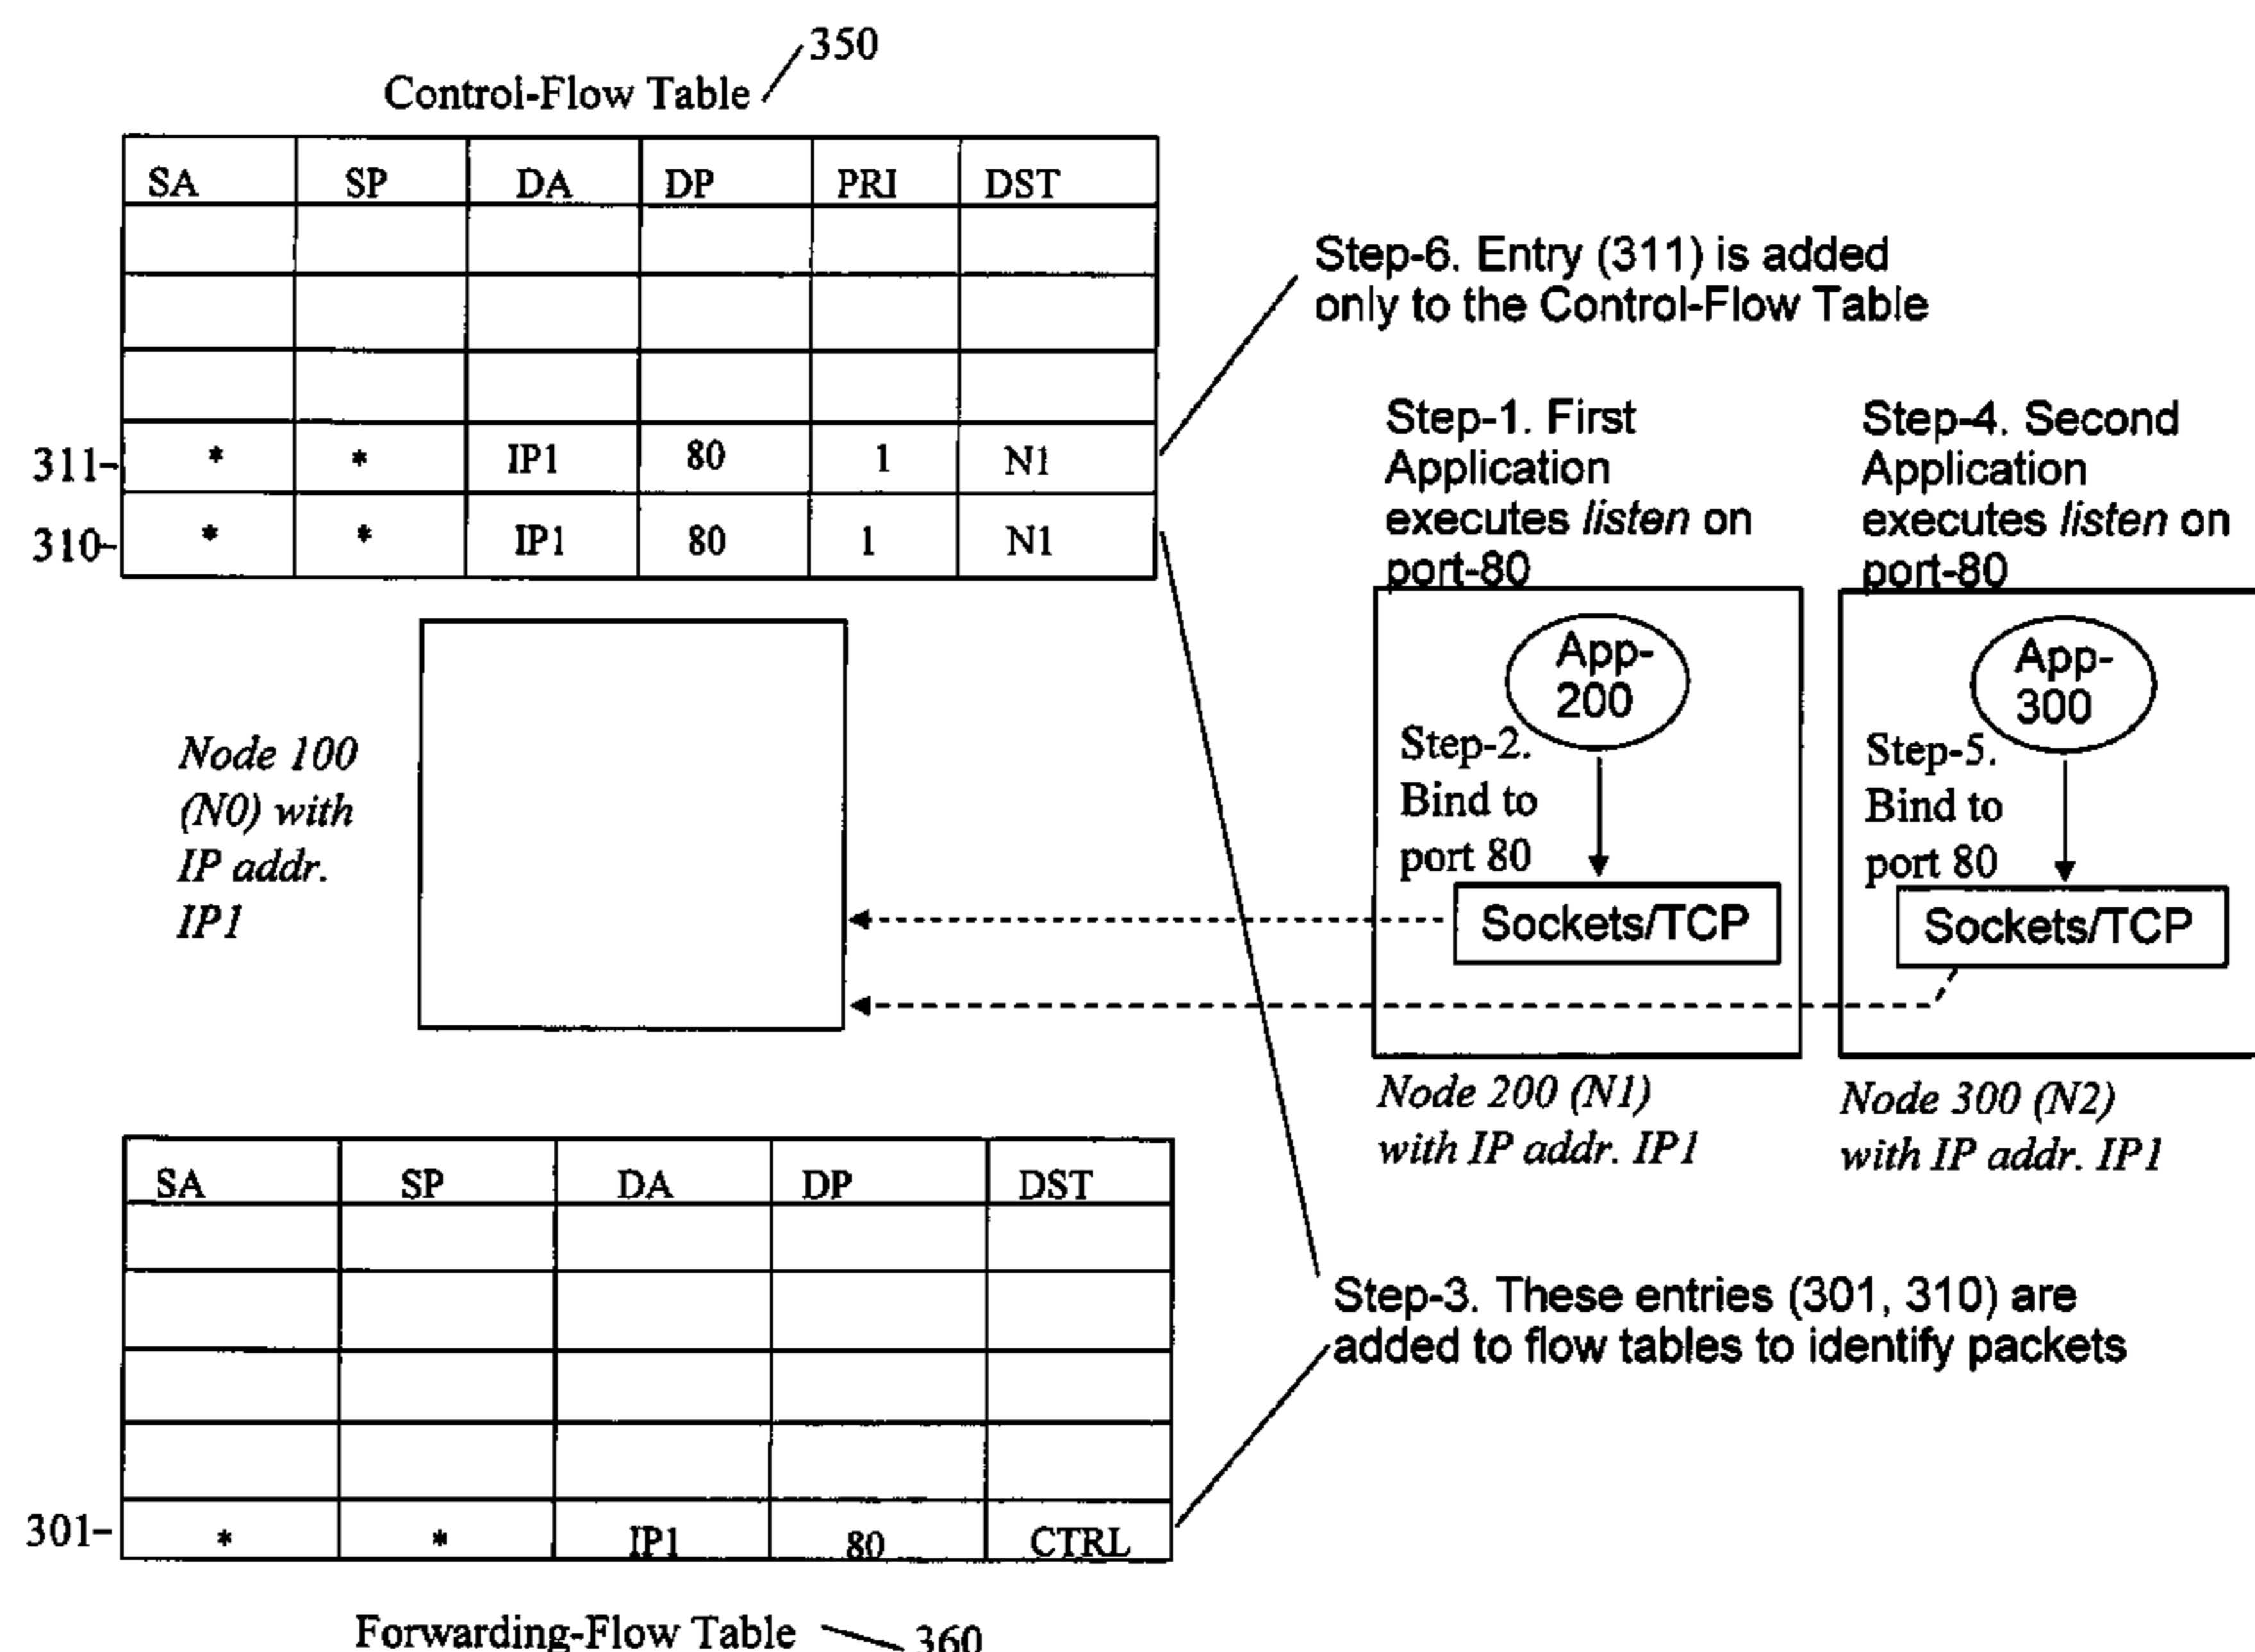 350
Control-Flow Table
SA SP DA DP PRI DST
311- * * IP1 80 1 N1
310- * * IP1 80 1 N1
Step-6. Entry (311) is added
only to the Control-Flow Table
Step-1. First
Application
executes listen on
port-80
Step-4. Second
Application
executes listen on
port-80
Node 100
(N0) with
IP addr.
IP1
App-
200
Step-2.
Bind to
port 80
Sockets/TCP
Node 200 (N1)
with IP addr. IP1
App-
300
Step-5.
Bind to
port 80
Sockets/TCP
Node 300 (N2)
with IP addr. IP1
SA SP DA DP DST
301- * * IP1 80 CTRL
Step-3. These entries (301, 310) are
added to flow tables to identify packets
Forwarding-Flow Table 360